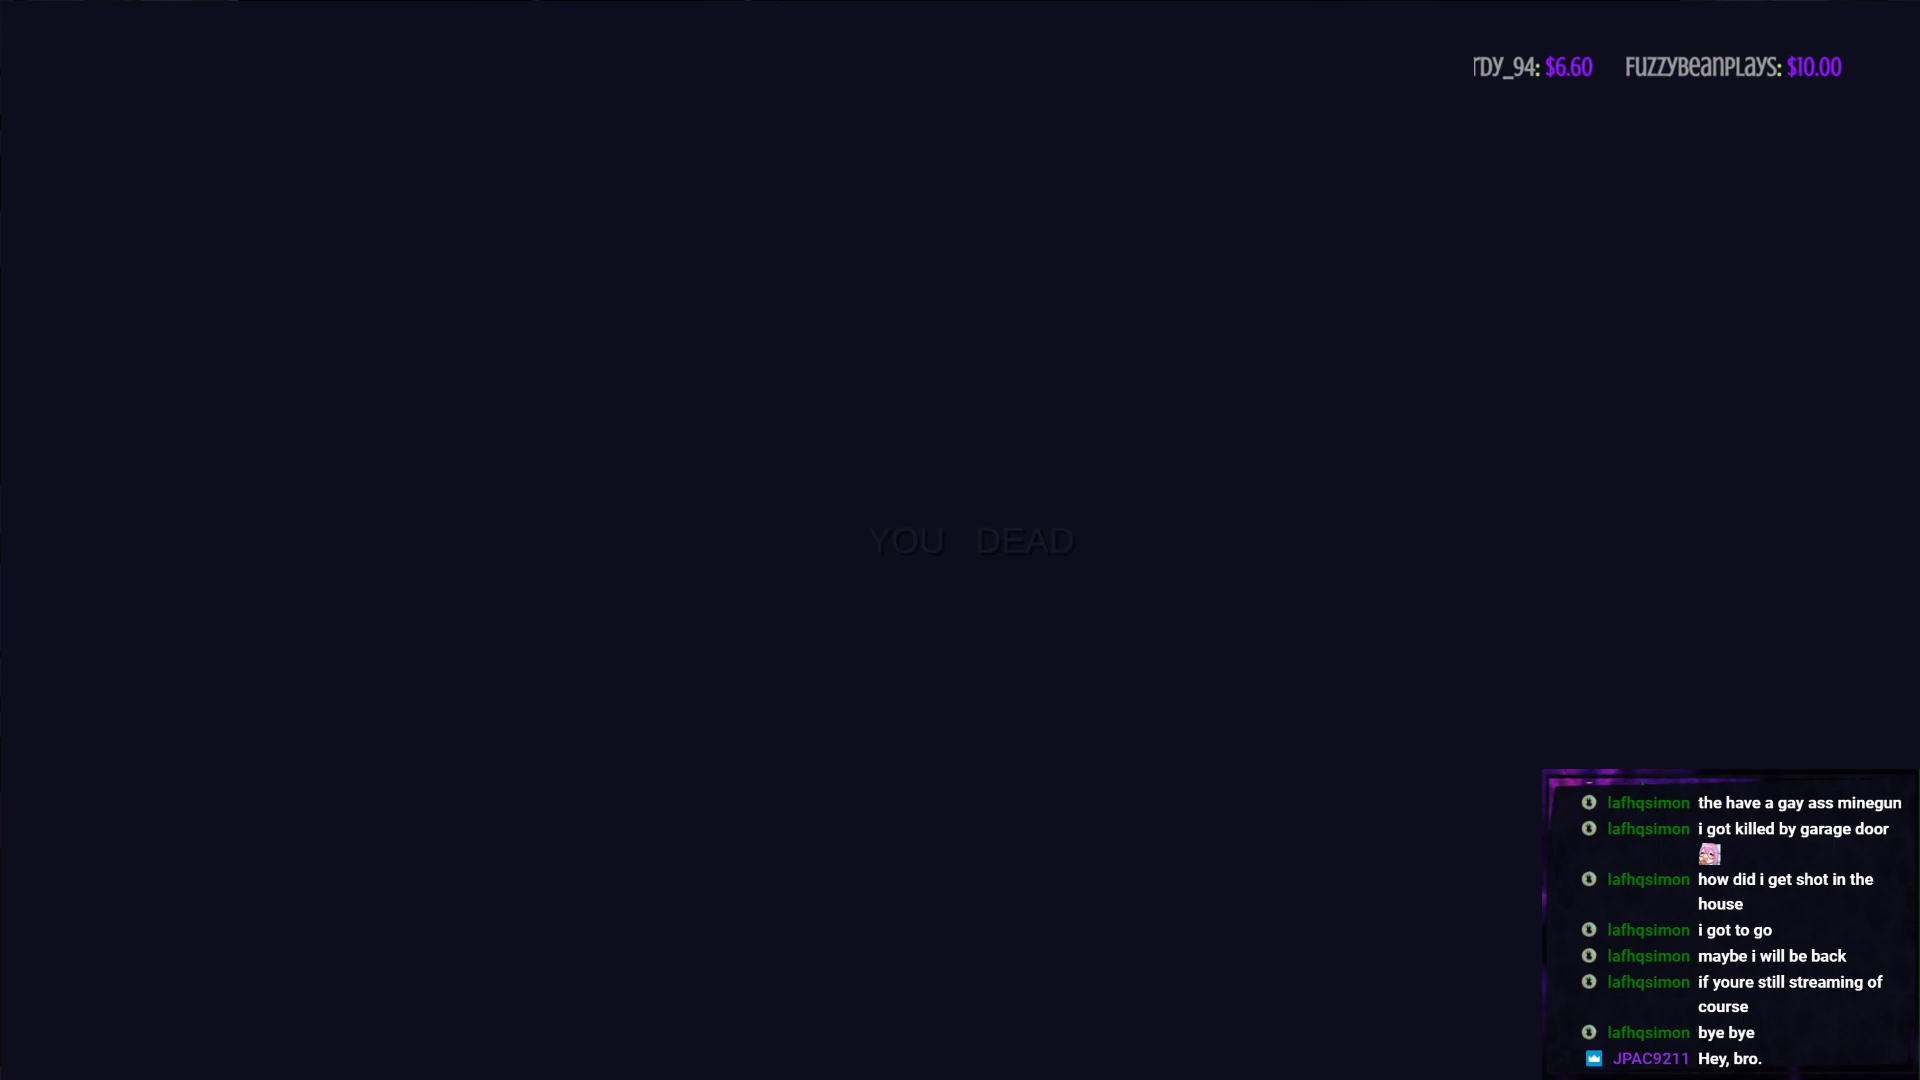 TDY_94: $6.60 FUZZYBEANPLAYS: $10.00
YOU DEAD
lafhqsimon the have a gay ass minegun
lafhqsimon i got killed by garage door
lafhqsimon how did i get shot in the
house
lafhqsimon i got to go
lafhqsimon maybe i will be back
lafhqsimon if youre still streaming of
course
lafhqsimon bye bye
JPAC9211 Hey, bro.